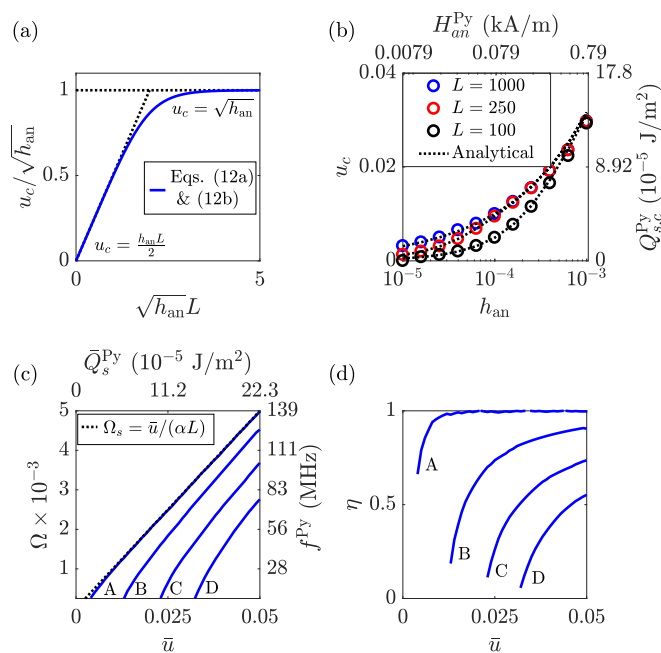 (a)
1
0.5
0
0
5
u_c/√h_an
√h_an L
u_c = √h_an
Eqs. (12a)
& (12b)
u_c = h_an L / 2
(b)
H_an^Py (kA/m)
0.0079
0.079
0.79
0.04
0.02
0
u_c
17.8
8.92
0
Q_s,c^Py (10^-5 J/m^2)
L = 1000
L = 250
L = 100
Analytical
10^-5
10^-4
10^-3
h_an
(c)
Q̄_s^Py (10^-5 J/m^2)
0
11.2
22.3
5
4
3
2
1
Ω × 10^-3
139
111
83
56
28
f^Py (MHz)
Ω_s = ū/(αL)
A
B
C
D
0
0.025
0.05
ū
(d)
1
0.5
0
η
A
B
C
D
0
0.025
0.05
ū